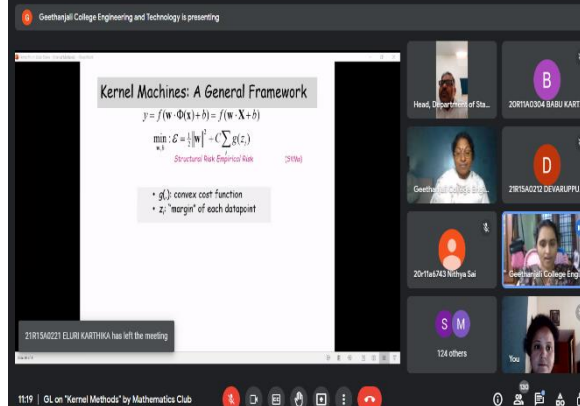 G Geethanjali College Engineering and Technology is presenting
Kernel Machines: A General Framework
y = f(w·Φ(x)+b) = f(w·X+b)
min w,b : ℰ = ½‖w‖² + C∑ g(zᵢ)
Structural Risk Empirical Risk (SVMs)
• g(.): convex cost function
• zᵢ: "margin" of each datapoint
21R15A0221 ELURI KARTHIKA has left the meeting
Head, Department of Sta...
B
20R11A0304 BABU KART
Geethanjali College Eng...
D
21R15A0212 DEVARUPPU
20r11a6743 Nithya Sai
Geethanjali College Eng
S M
124 others
You
11:19 | GL on "Kernel Methods" by Mathematics Club
130